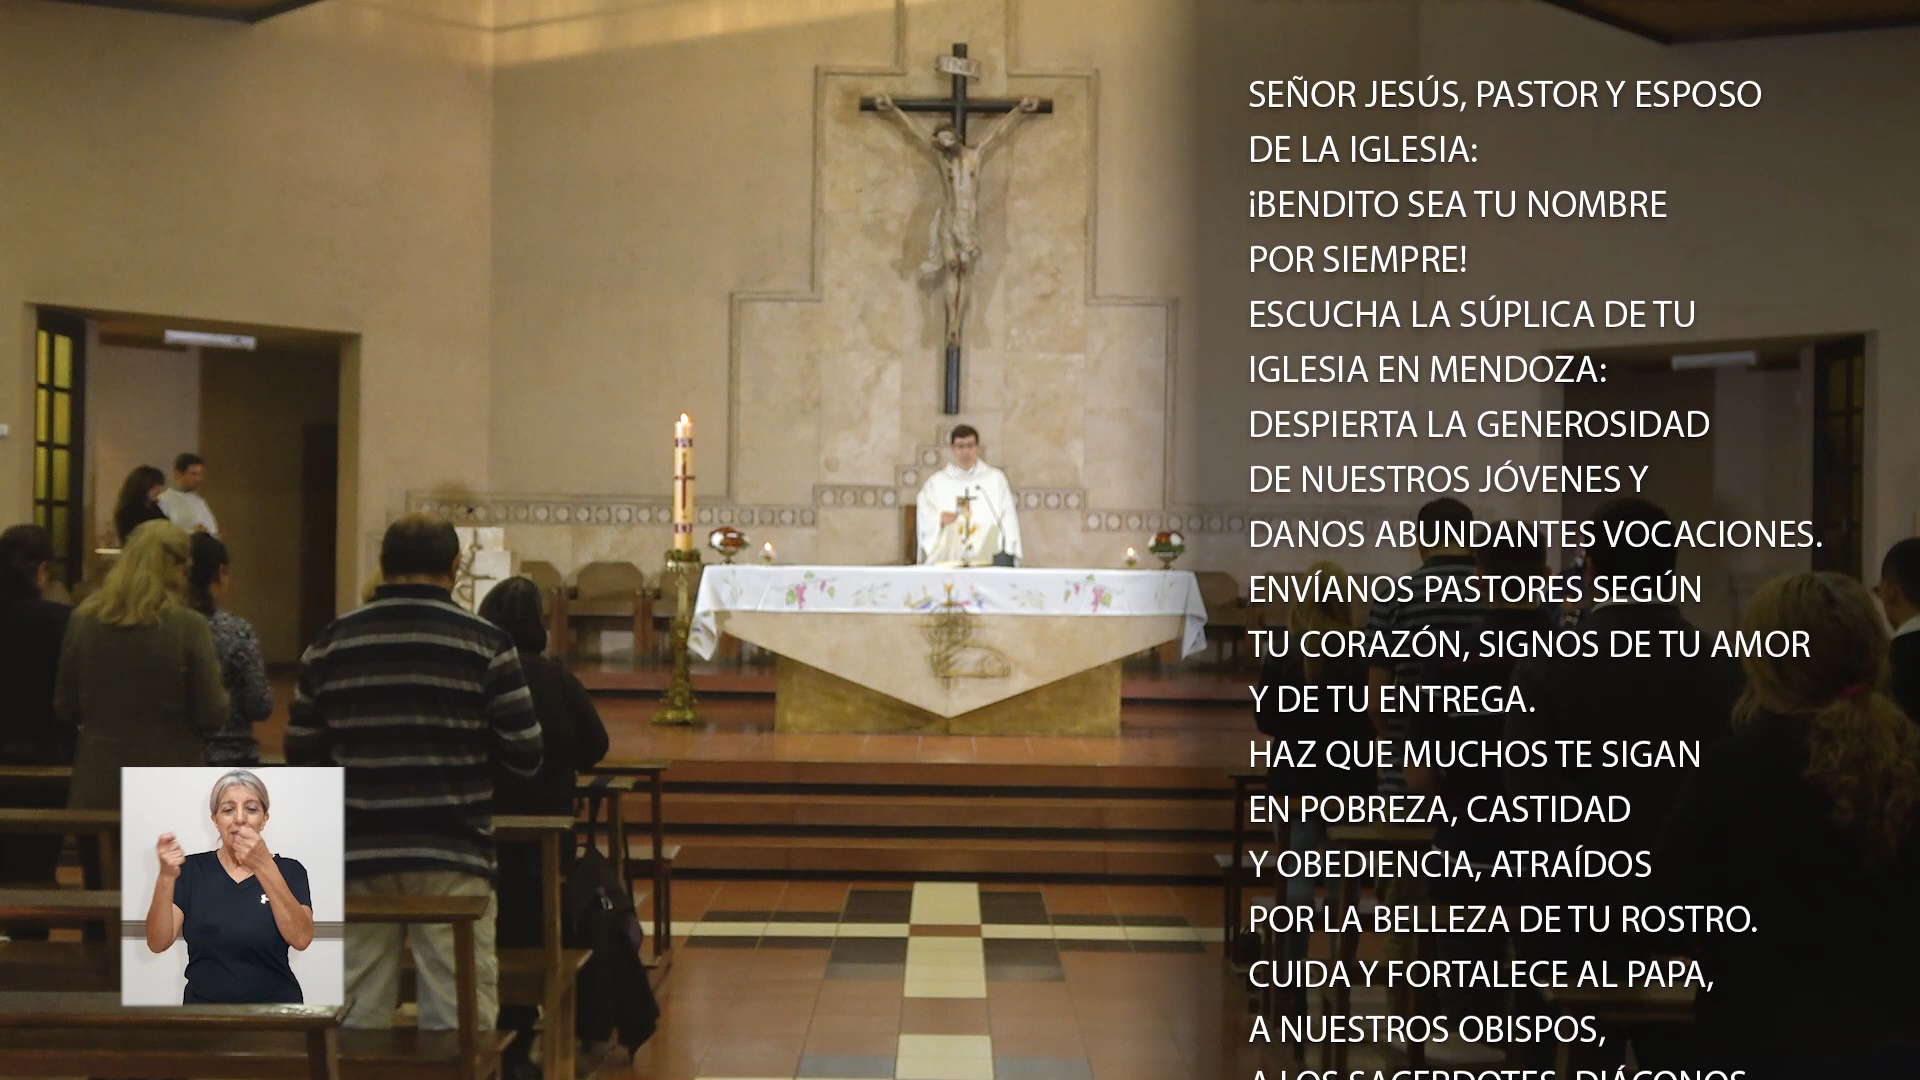 SEÑOR JESÚS, PASTOR Y ESPOSO
DE LA IGLESIA:
¡BENDITO SEA TU NOMBRE
POR SIEMPRE!
ESCUCHA LA SÚPLICA DE TU
IGLESIA EN MENDOZA:
DESPIERTA LA GENEROSIDAD
DE NUESTROS JÓVENES Y
DANOS ABUNDANTES VOCACIONES.
ENVÍANOS PASTORES SEGÚN
TU CORAZÓN, SIGNOS DE TU AMOR
Y DE TU ENTREGA.
HAZ QUE MUCHOS TE SIGAN
EN POBREZA, CASTIDAD
Y OBEDIENCIA, ATRAÍDOS
POR LA BELLEZA DE TU ROSTRO.
CUIDA Y FORTALECE AL PAPA,
A NUESTROS OBISPOS,
A LOS SACERDOTES, DIÁCONOS